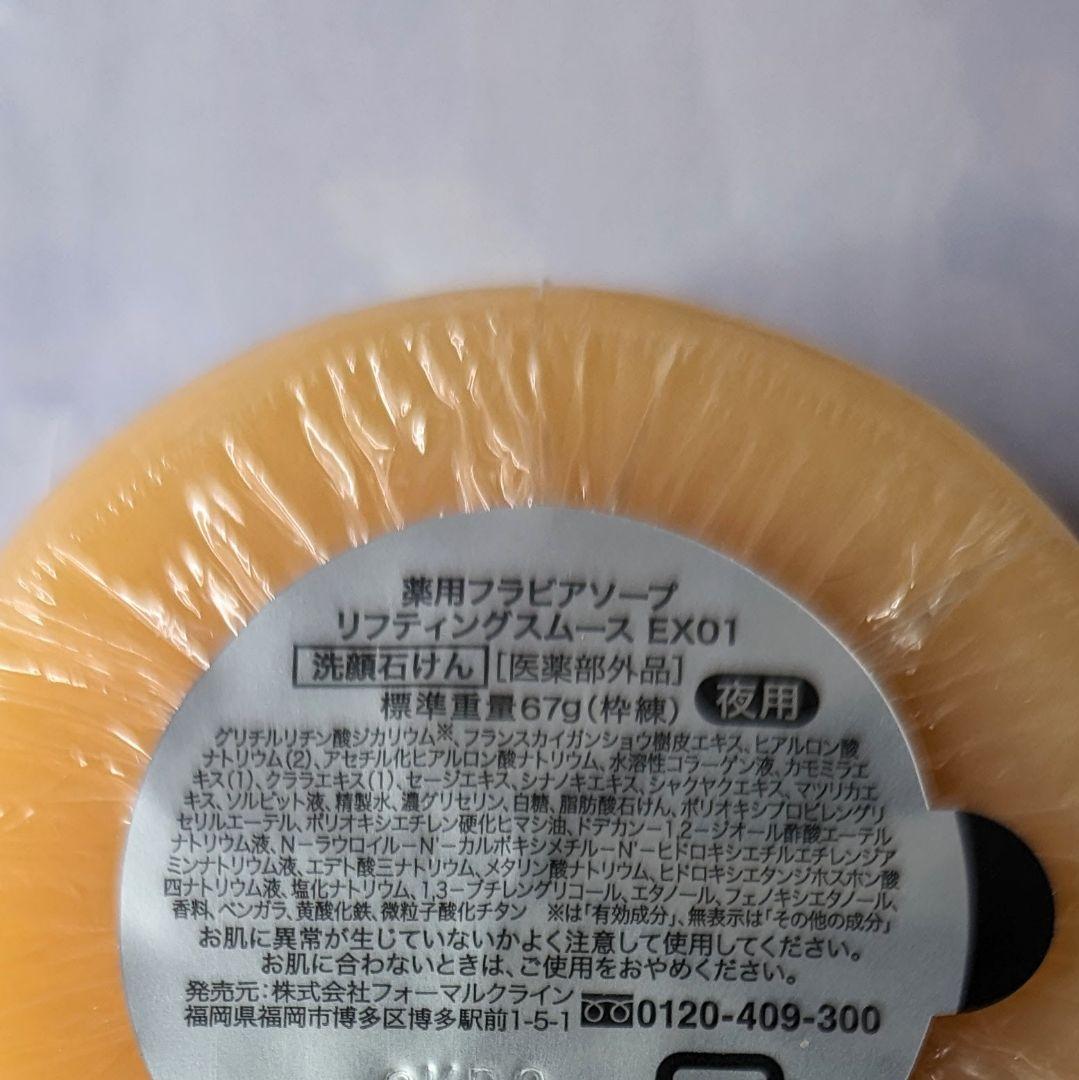 薬用フラビアソープ
リフティングスムース EX01
洗顔石けん [医薬部外品]
標準重量67g(枠練) 夜用
グリチルリチン酸ジカリウム※、フランスカイガンショウ樹皮エキス、ヒアルロン酸
ナトリウム(2)、アセチル化ヒアルロン酸ナトリウム、水溶性コラーゲン液、カモミラエ
キス(1)、クララエキス(1)、セージエキス、シナノキエキス、シャクヤクエキス、マツリカエ
キス、ソルビット液、精製水、濃グリセリン、白糖、脂肪酸石けん、ポリオキシプロピレングリ
セリルエーテル、ポリオキシエチレン硬化ヒマシ油、ドデカン-1,2-ジオール酢酸エーテル
ナトリウム液、N-ラウロイル-N'-カルボキシメチル-N'-ヒドロキシエチルエチレンジア
ミンナトリウム液、エデト酸三ナトリウム、メタリン酸ナトリウム、ヒドロキシエタンジホスホン酸
四ナトリウム液、塩化ナトリウム、1,3-ブチレングリコール、エタノール、フェノキシエタノール、
香料、ベンガラ、黄酸化鉄、微粒子酸化チタン ※は「有効成分」、無表示は「その他の成分」
お肌に異常が生じていないかよく注意して使用してください。
お肌に合わないときは、ご使用をおやめください。
発売元:株式会社フォーマルクライン
福岡県福岡市博多区博多駅前1-5-1 0120-409-300